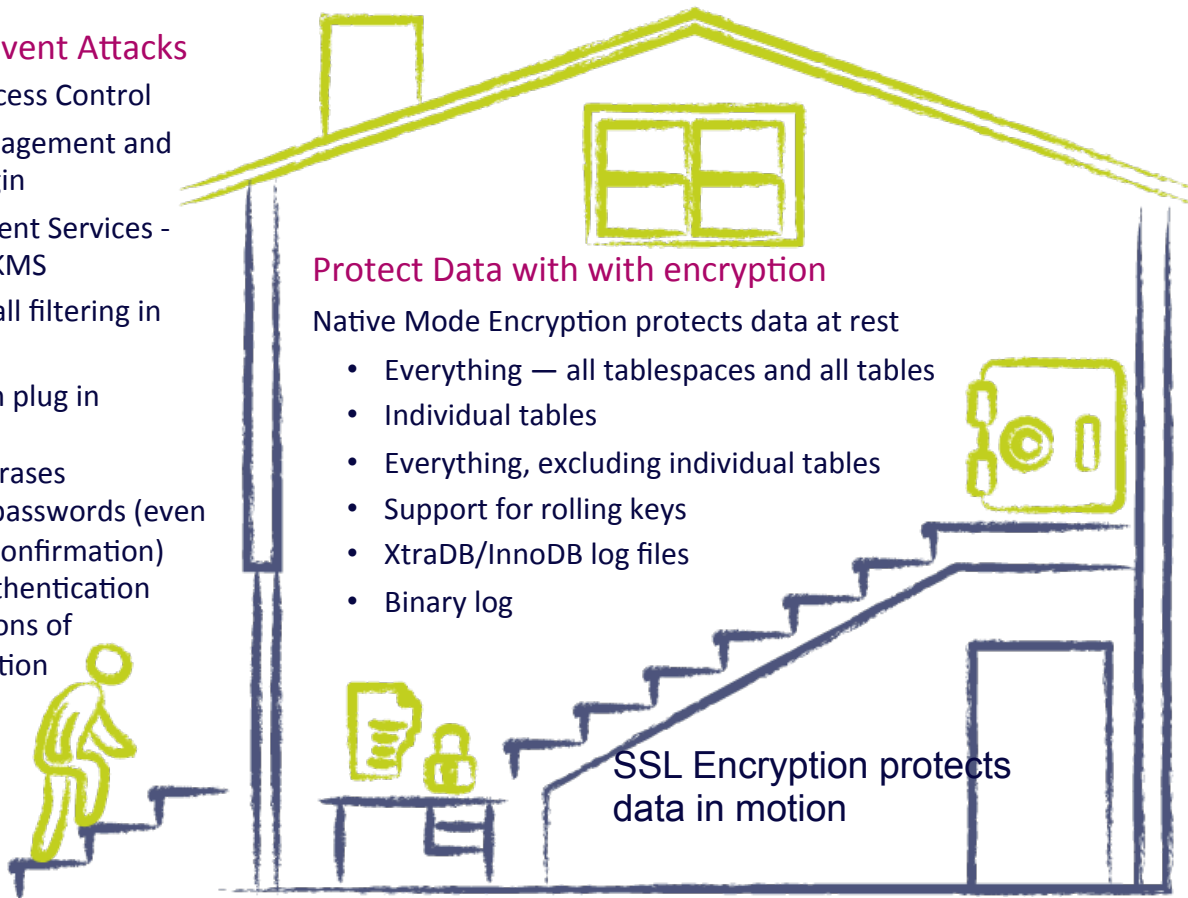 vent Attacks
cess Control
agement and
gin
ent Services -
KMS
all filtering in
n plug in
rases
passwords (even
onfirmation)
thentication
ons of
tion
Protect Data with with encryption
Native Mode Encryption protects data at rest
• Everything — all tablespaces and all tables
• Individual tables
• Everything, excluding individual tables
• Support for rolling keys
• XtraDB/InnoDB log files
• Binary log
SSL Encryption protects
data in motion